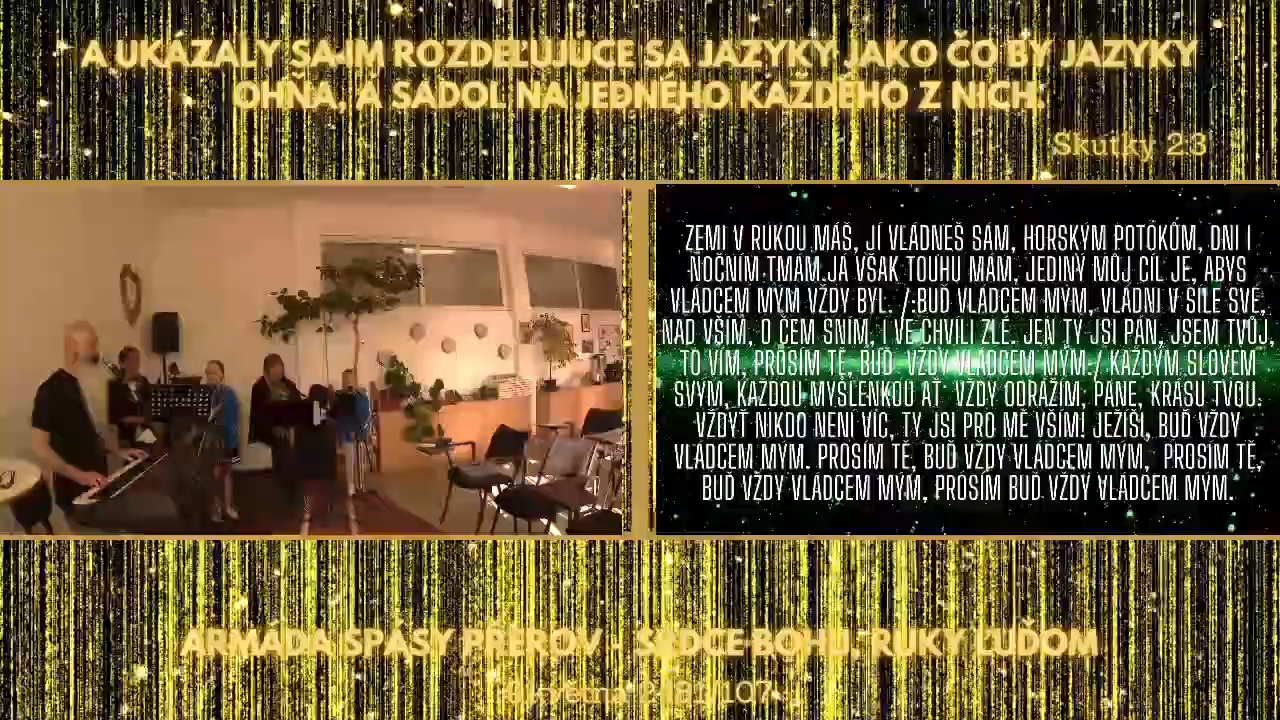 A UKÁZALY SA IM ROZDEĽUJÚCE SA JAZYKY JAKO ČO BY JAZYKY
OHŇA, A SADOL NA JEDNÉHO KAŽDÉHO Z NICH.
Skutky 2:3
ZEMI V RUKOU MÁŠ, JÍ VLÁDNEŠ SÁM, HORSKÝM POTŮKŮM, DNI I
NOČNÍM TMÁM.JÁ VŠAK TOUHU MÁM, JEDINÝ MŮJ CÍL JE, ABYS
VLÁDCEM MÝM VŽDY BYL. /:BUĎ VLÁDCEM MÝM, VLÁDNI V SÍLE SVÉ,
NAD VŠÍM, O ČEM SNÍM, I VE CHVÍLI ZLÉ. JEN TY JSI PÁN, JSEM TVŮJ,
TO VÍM, PROSÍM TĚ, BUĎ VŽDY VLÁDCEM MÝM:/ KAŽDÝM SLOVEM
SVÝM, KAŽDOU MYŠLENKOU AŤ VŽDY ODRÁŽÍM, PANE, KRÁSU TVOU.
VŽDYŤ NIKDO NENÍ VÍC, TY JSI PRO MĚ VŠÍM! JEŽÍŠI, BUĎ VŽDY
VLÁDCEM MÝM. PROSÍM TĚ, BUĎ VŽDY VLÁDCEM MÝM, PROSÍM TĚ,
BUĎ VŽDY VLÁDCEM MÝM, PROSÍM BUĎ VŽDY VLÁDCEM MÝM.
ARMÁDA SPÁSY PŘEROV - SRDCE BOHU, RUKY ĽUĎOM